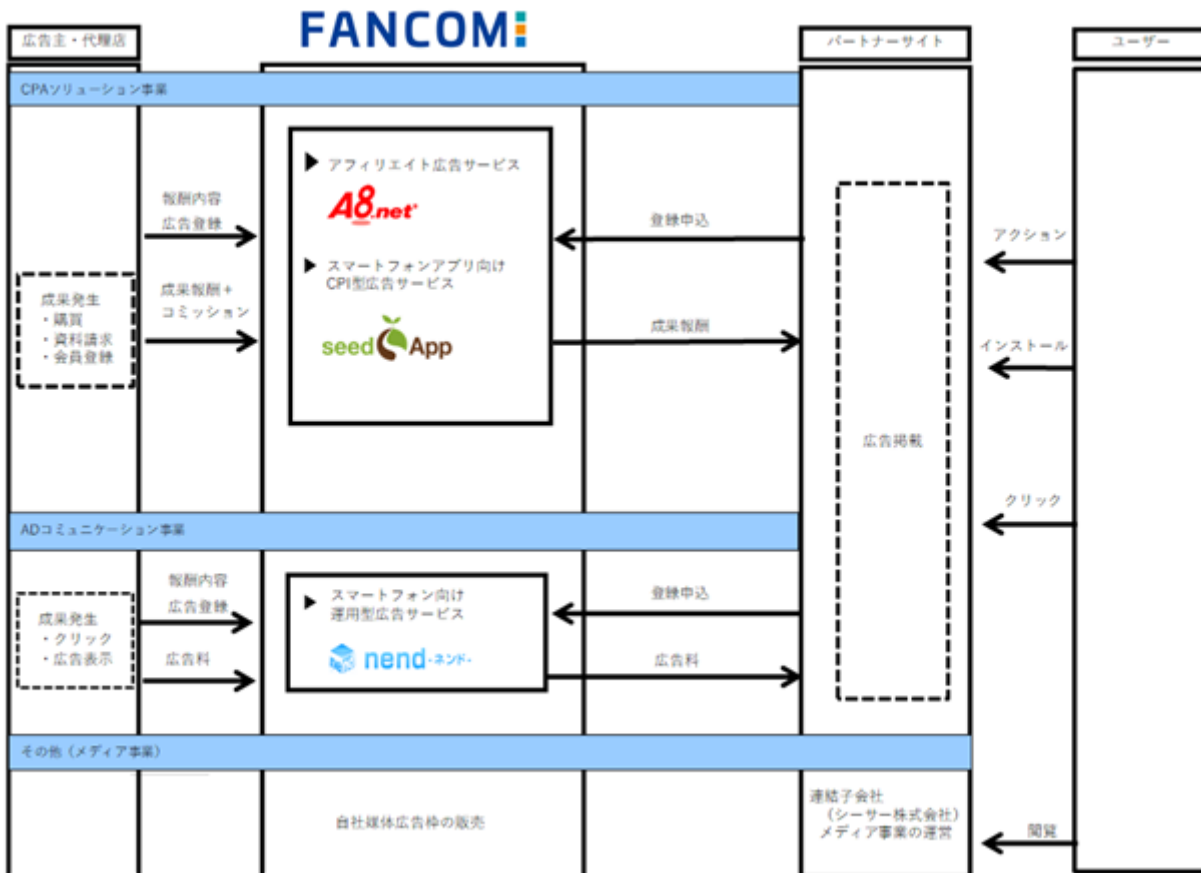 FANCOM
広告主・代理店
パートナーサイト
ユーザー
CPAソリューション事業
アフィリエイト広告サービス
A8.net
スマートフォンアプリ向け
CPI型広告サービス
seed App
報酬内容
広告登録
成果報酬+
コミッション
成果発生
・購買
・資料請求
・会員登録
登録申込
成果報酬
広告掲載
アクション
インストール
クリック
ADコミュニケーション事業
報酬内容
広告登録
広告料
成果発生
・クリック
・広告表示
スマートフォン向け
運用型広告サービス
nend -ネンド-
登録申込
広告料
その他(メディア事業)
自社媒体広告枠の販売
連結子会社
(シーサー株式会社)
メディア事業の運営
閲覧